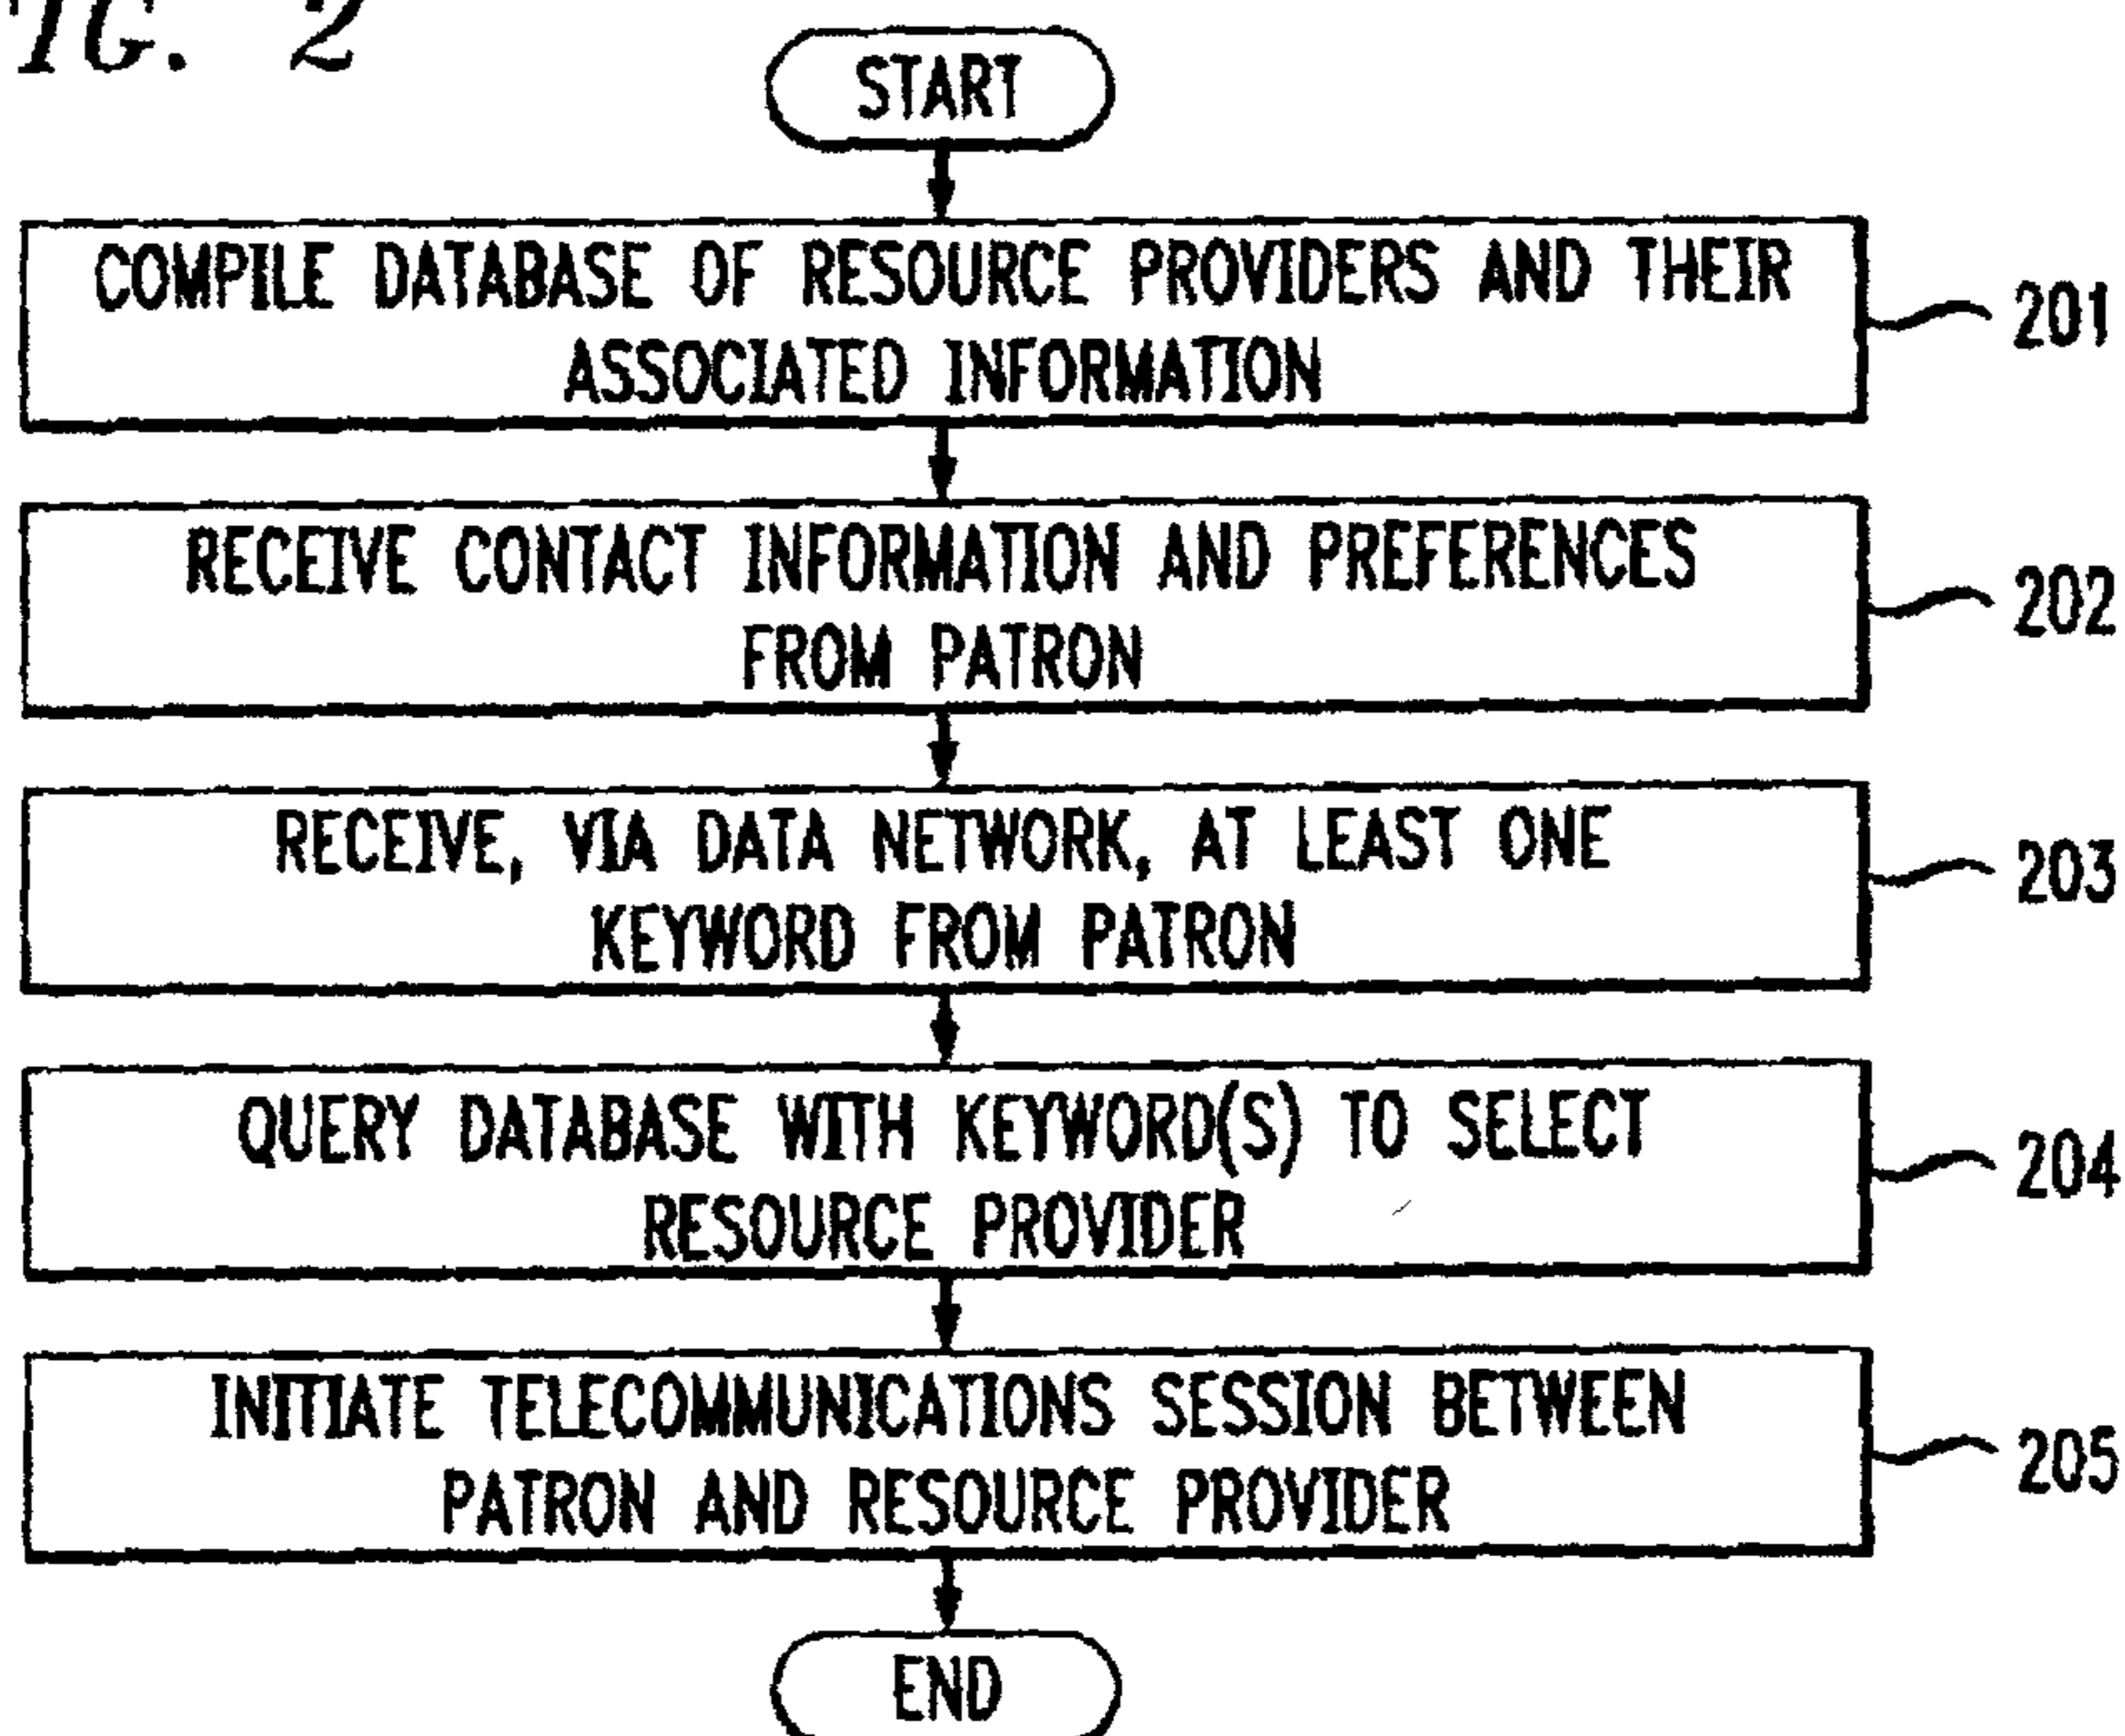 FIG. 2
START
COMPILE DATABASE OF RESOURCE PROVIDERS AND THEIR
ASSOCIATED INFORMATION
201
RECEIVE CONTACT INFORMATION AND PREFERENCES
FROM PATRON
202
RECEIVE, VIA DATA NETWORK, AT LEAST ONE
KEYWORD FROM PATRON
203
QUERY DATABASE WITH KEYWORD(S) TO SELECT
RESOURCE PROVIDER
204
INITIATE TELECOMMUNICATIONS SESSION BETWEEN
PATRON AND RESOURCE PROVIDER
205
END